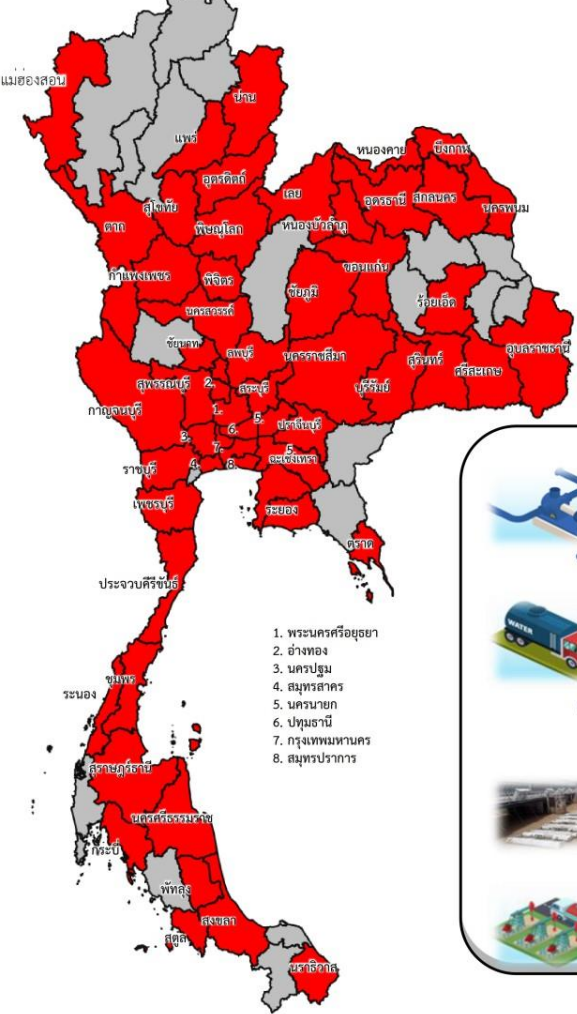 แม่ฮ่องสอน
น่าน
แพร่
หนองคาย
บึงกาฬ
อุตรดิตถ์
เลย
อุดรธานี
สกลนคร
นครพนม
สุโขทัย
ตาก
พิษณุโลก
หนองบัวลำภู
ขอนแก่น
กำแพงเพชร
พิจิตร
ชัยภูมิ
ร้อยเอ็ด
นครสวรรค์
ชัยนาท
ลพบุรี
นครราชสีมา
อุบลราชธานี
สุรินทร์
ศรีสะเกษ
สุพรรณบุรี
2.
สระบุรี
บุรีรัมย์
กาญจนบุรี
1.
5.
6.
ปราจีนบุรี
3.
7.
5.
ฉะเชิงเทรา
ราชบุรี
4.
8.
เพชรบุรี
ระยอง
ตราด
ประจวบคีรีขันธ์
1. พระนครศรีอยุธยา
2. อ่างทอง
3. นครปฐม
4. สมุทรสาคร
5. นครนายก
6. ปทุมธานี
7. กรุงเทพมหานคร
8. สมุทรปราการ
ชุมพร
ระนอง
สุราษฎร์ธานี
นครศรีธรรมราช
กระบี่
พัทลุง
สงขลา
สตูล
นราธิวาส
WATER